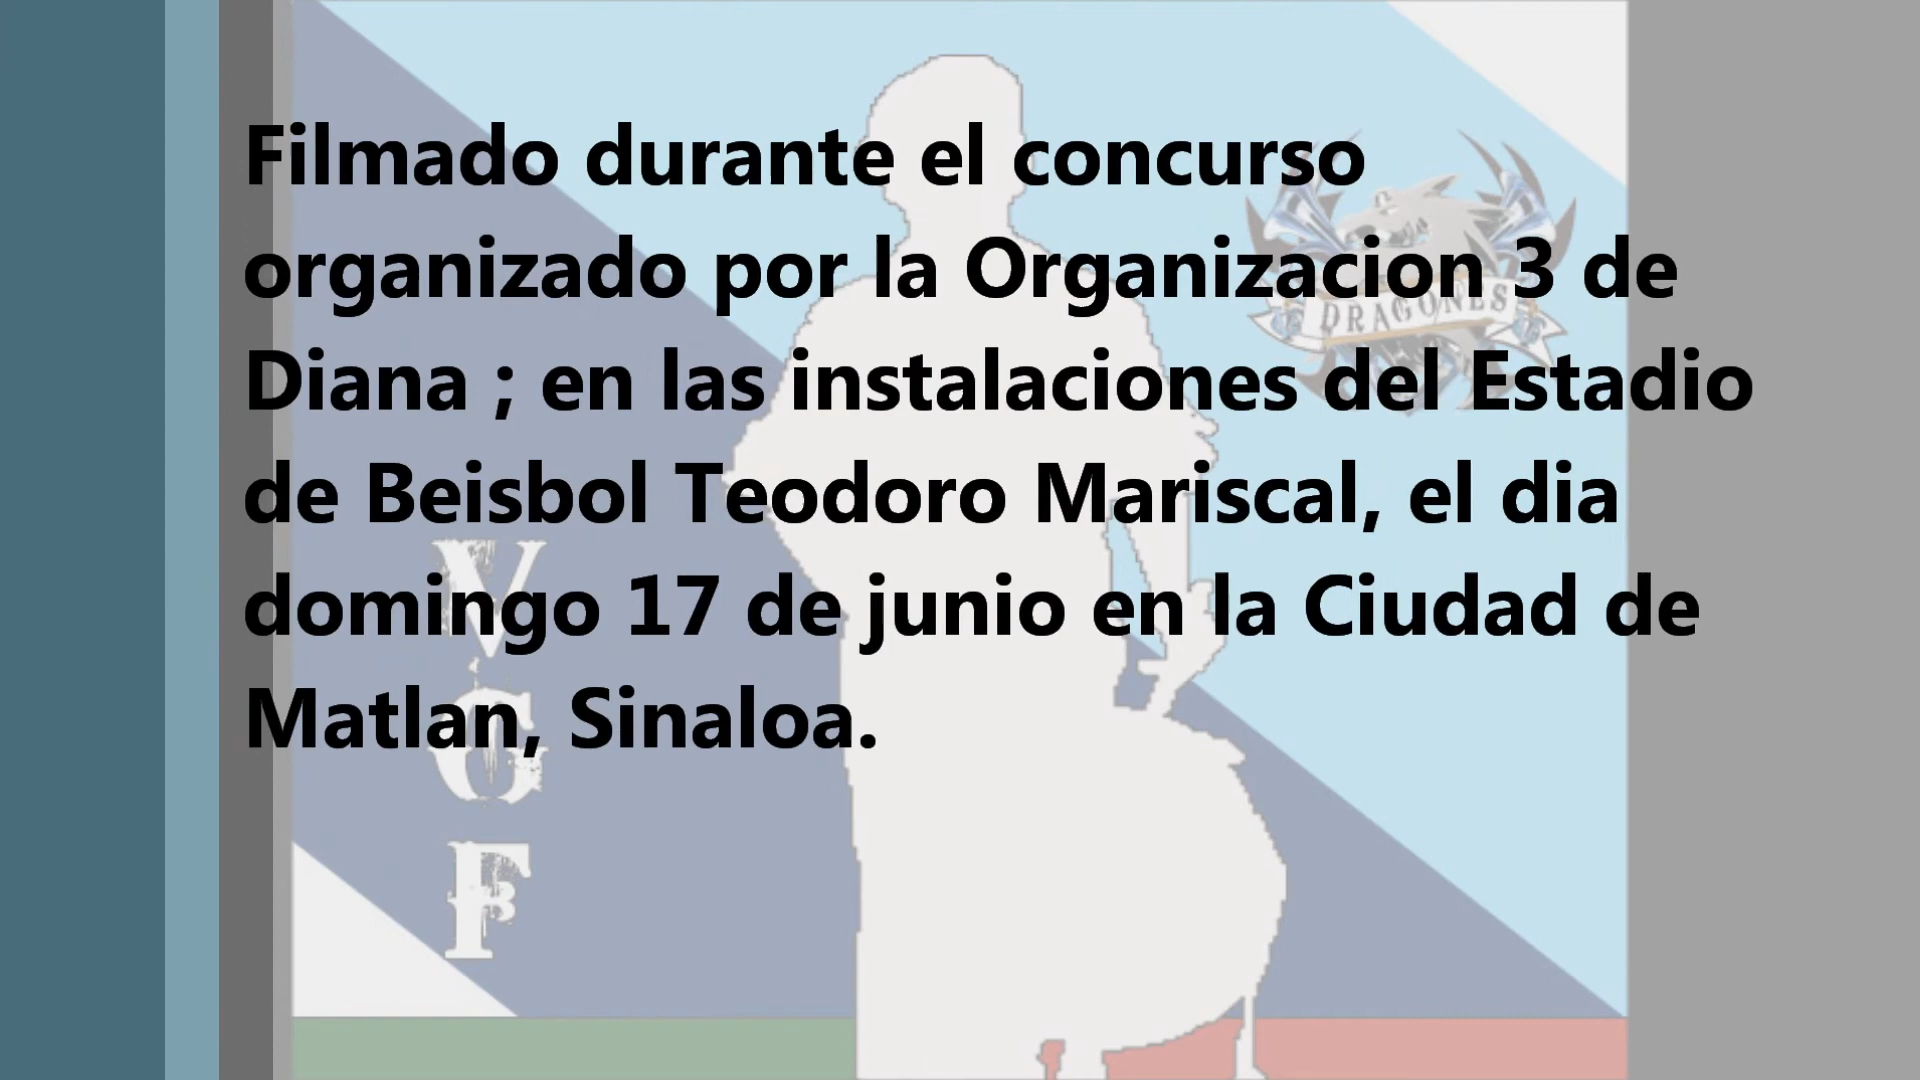 Filmado durante el concurso
organizado por la Organizacion 3 de
Diana ; en las instalaciones del Estadio
de Beisbol Teodoro Mariscal, el dia
domingo 17 de junio en la Ciudad de
Matlan, Sinaloa.
DRAGONES
V
G
F